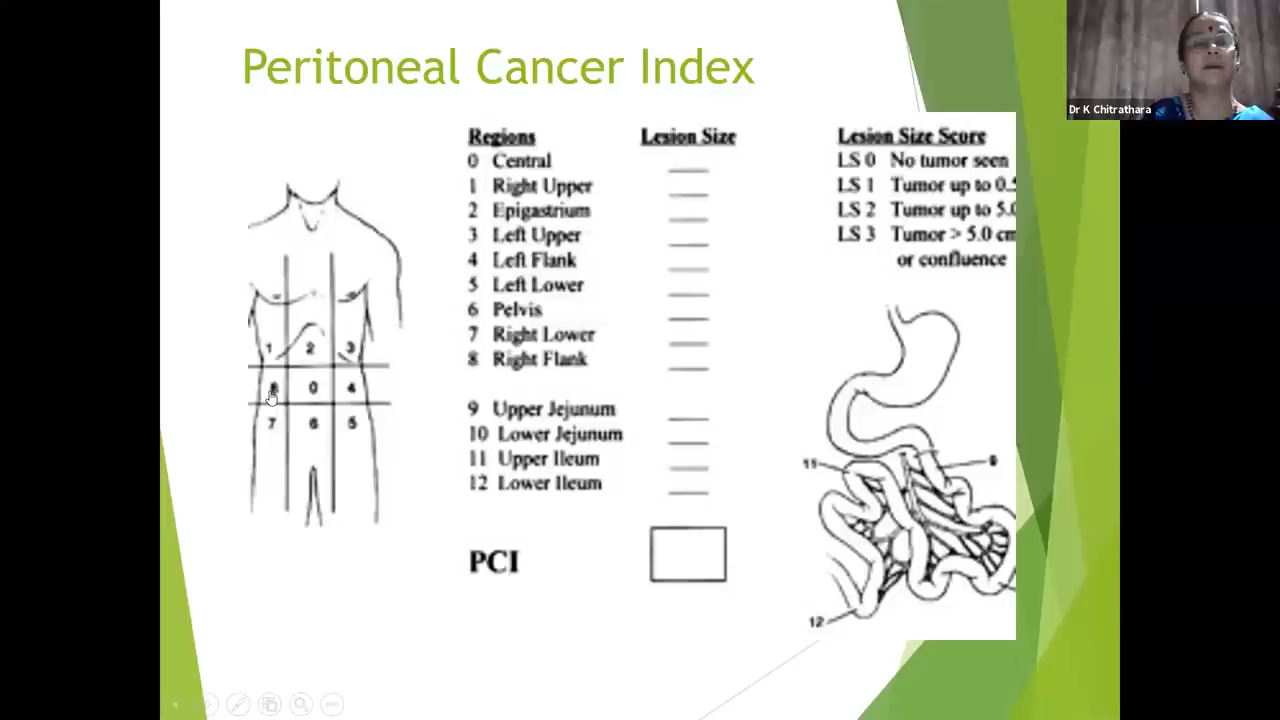 Peritoneal Cancer Index
Dr K Chitrathara
1 2 3
8 0 4
7 6 5
Regions Lesion Size
0 Central
1 Right Upper
2 Epigastrium
3 Left Upper
4 Left Flank
5 Left Lower
6 Pelvis
7 Right Lower
8 Right Flank
9 Upper Jejunum
10 Lower Jejunum
11 Upper Ileum
12 Lower Ileum
PCI
Lesion Size Score
LS 0 No tumor seen
LS 1 Tumor up to 0.5
LS 2 Tumor up to 5.0
LS 3 Tumor > 5.0 cm
or confluence
11
9
12